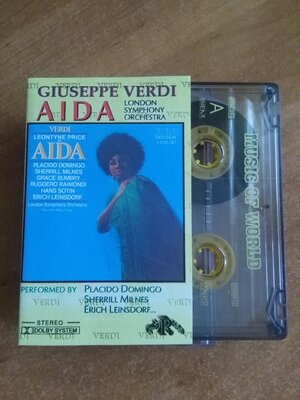 GIUSEPPE VERDI
AIDA
LONDON
SYMPHONY
ORCHESTRA
VERDI
LEONTYNE PRICE
AIDA
PLACIDO DOMINGO
SHERRILL MILNES
GRACE BUMBRY
RUGGERO RAIMONDI
HANS SOTIN
ERICH LEINSDORF
London Symphony Orchestra
PERFORMED BY PLACIDO DOMINGO
SHERRILL MILNES
ERICH LEINSDORF...
VERDI
STEREO
DOLBY SYSTEM
A
MUSIC OF WORLD